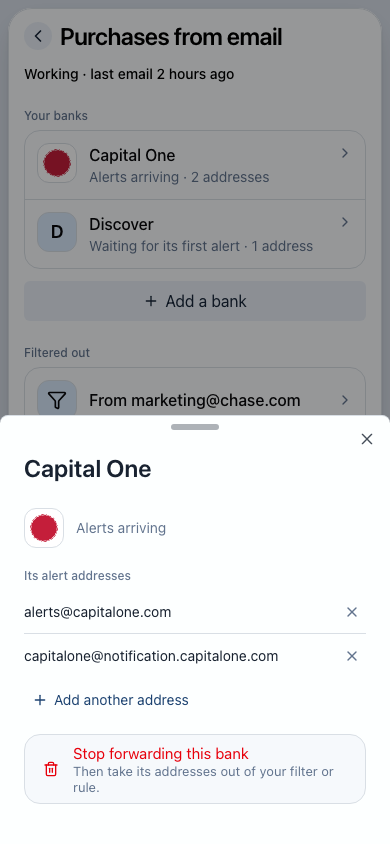 Purchases from email
Working · last email 2 hours ago
Your banks
Capital One
Alerts arriving · 2 addresses
D
Discover
Waiting for its first alert · 1 address
+ Add a bank
Filtered out
From marketing@chase.com
Capital One
Alerts arriving
Its alert addresses
alerts@capitalone.com
capitalone@notification.capitalone.com
+ Add another address
Stop forwarding this bank
Then take its addresses out of your filter or
rule.